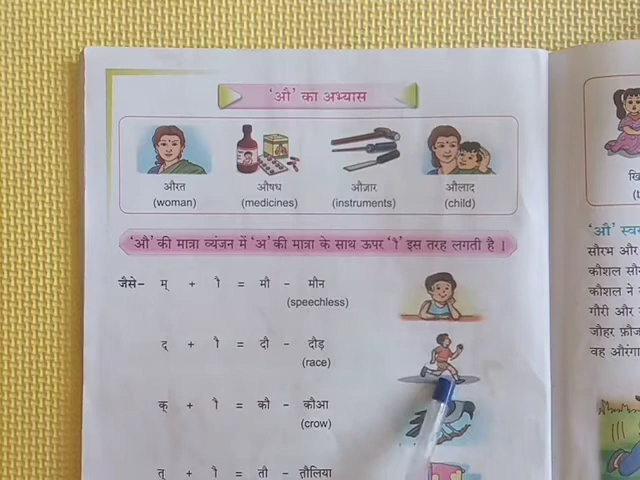 'औ' का अभ्यास
औरत औषध औज़ार औलाद
(woman) (medicines) (instruments) (child)
'औ' की मात्रा व्यंजन में 'अ' की मात्रा के साथ ऊपर 'ौ' इस तरह लगती है ।
जैसे– म् + ौ = मौ – मौन
(speechless)
द् + ौ = दौ – दौड़
(race)
क् + ौ = कौ – कौआ
(crow)
त् + ौ = तौ – तौलिया
'औ' स्व
सौरभ और
कौशल
कौशल ने
गौरी और
जौहर
वह